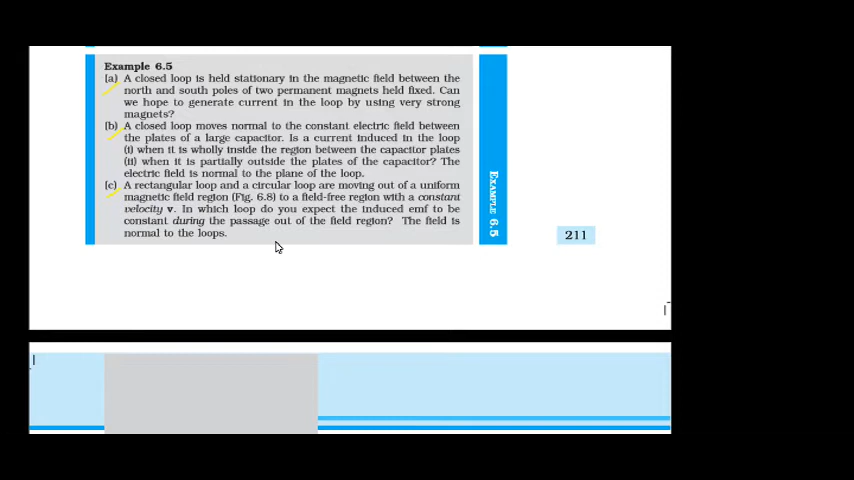 Example 6.5
(a) A closed loop is held stationary in the magnetic field between the
north and south poles of two permanent magnets held fixed. Can
we hope to generate current in the loop by using very strong
magnets?
(b) A closed loop moves normal to the constant electric field between
the plates of a large capacitor. Is a current induced in the loop
(i) when it is wholly inside the region between the capacitor plates
(ii) when it is partially outside the plates of the capacitor? The
electric field is normal to the plane of the loop.
(c) A rectangular loop and a circular loop are moving out of a uniform
magnetic field region (Fig. 6.8) to a field-free region with a constant
velocity v. In which loop do you expect the induced emf to be
constant during the passage out of the field region? The field is
normal to the loops.
EXAMPLE 6.5
211